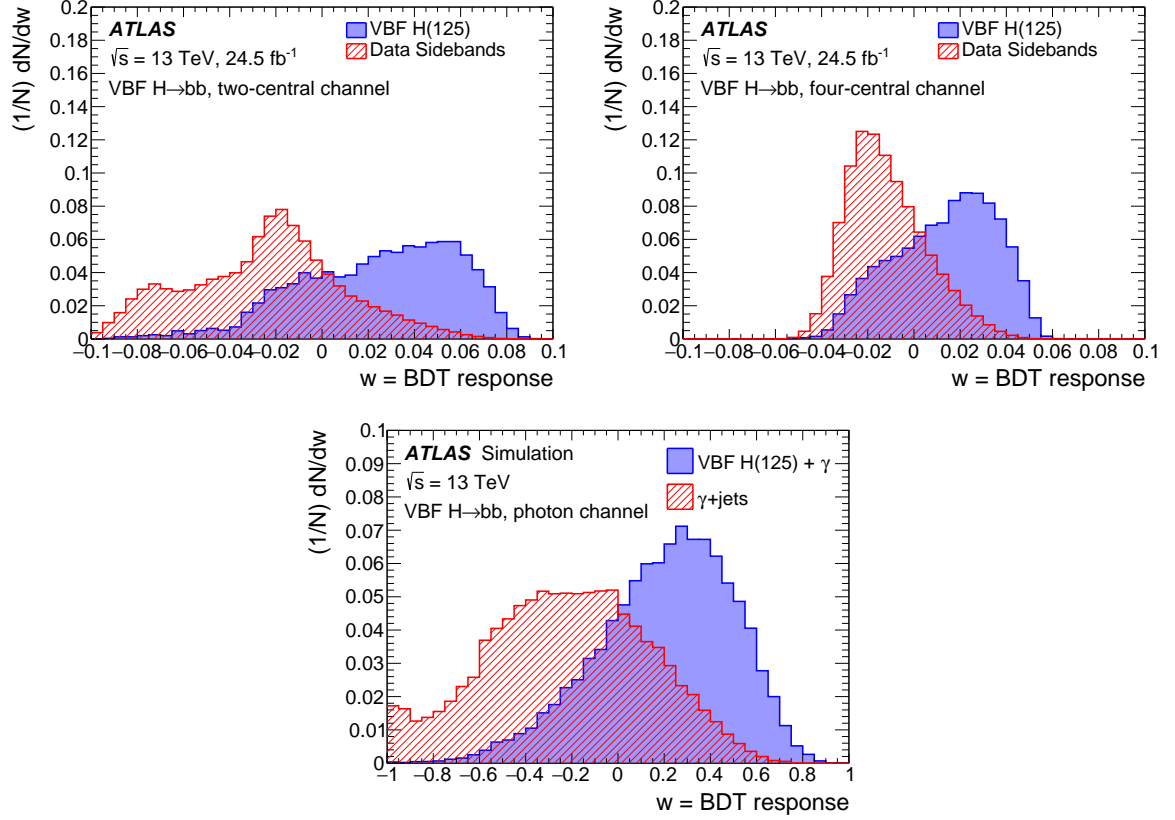 (1/N) dN/dw
0.2
0.18
0.16
0.14
0.12
0.1
0.08
0.06
0.04
0.02
0
ATLAS
√s = 13 TeV, 24.5 fb⁻¹
VBF H→bb, two-central channel
VBF H(125)
Data Sidebands
−0.1 −0.08 −0.06 −0.04 −0.02 0 0.02 0.04 0.06 0.08 0.1
w = BDT response
(1/N) dN/dw
0.2
0.18
0.16
0.14
0.12
0.1
0.08
0.06
0.04
0.02
0
ATLAS
√s = 13 TeV, 24.5 fb⁻¹
VBF H→bb, four-central channel
VBF H(125)
Data Sidebands
−0.1 −0.08 −0.06 −0.04 −0.02 0 0.02 0.04 0.06 0.08 0.1
w = BDT response
(1/N) dN/dw
0.1
0.09
0.08
0.07
0.06
0.05
0.04
0.03
0.02
0.01
0
ATLAS Simulation
√s = 13 TeV
VBF H→bb, photon channel
VBF H(125) + γ
γ+jets
−1 −0.8 −0.6 −0.4 −0.2 0 0.2 0.4 0.6 0.8 1
w = BDT response